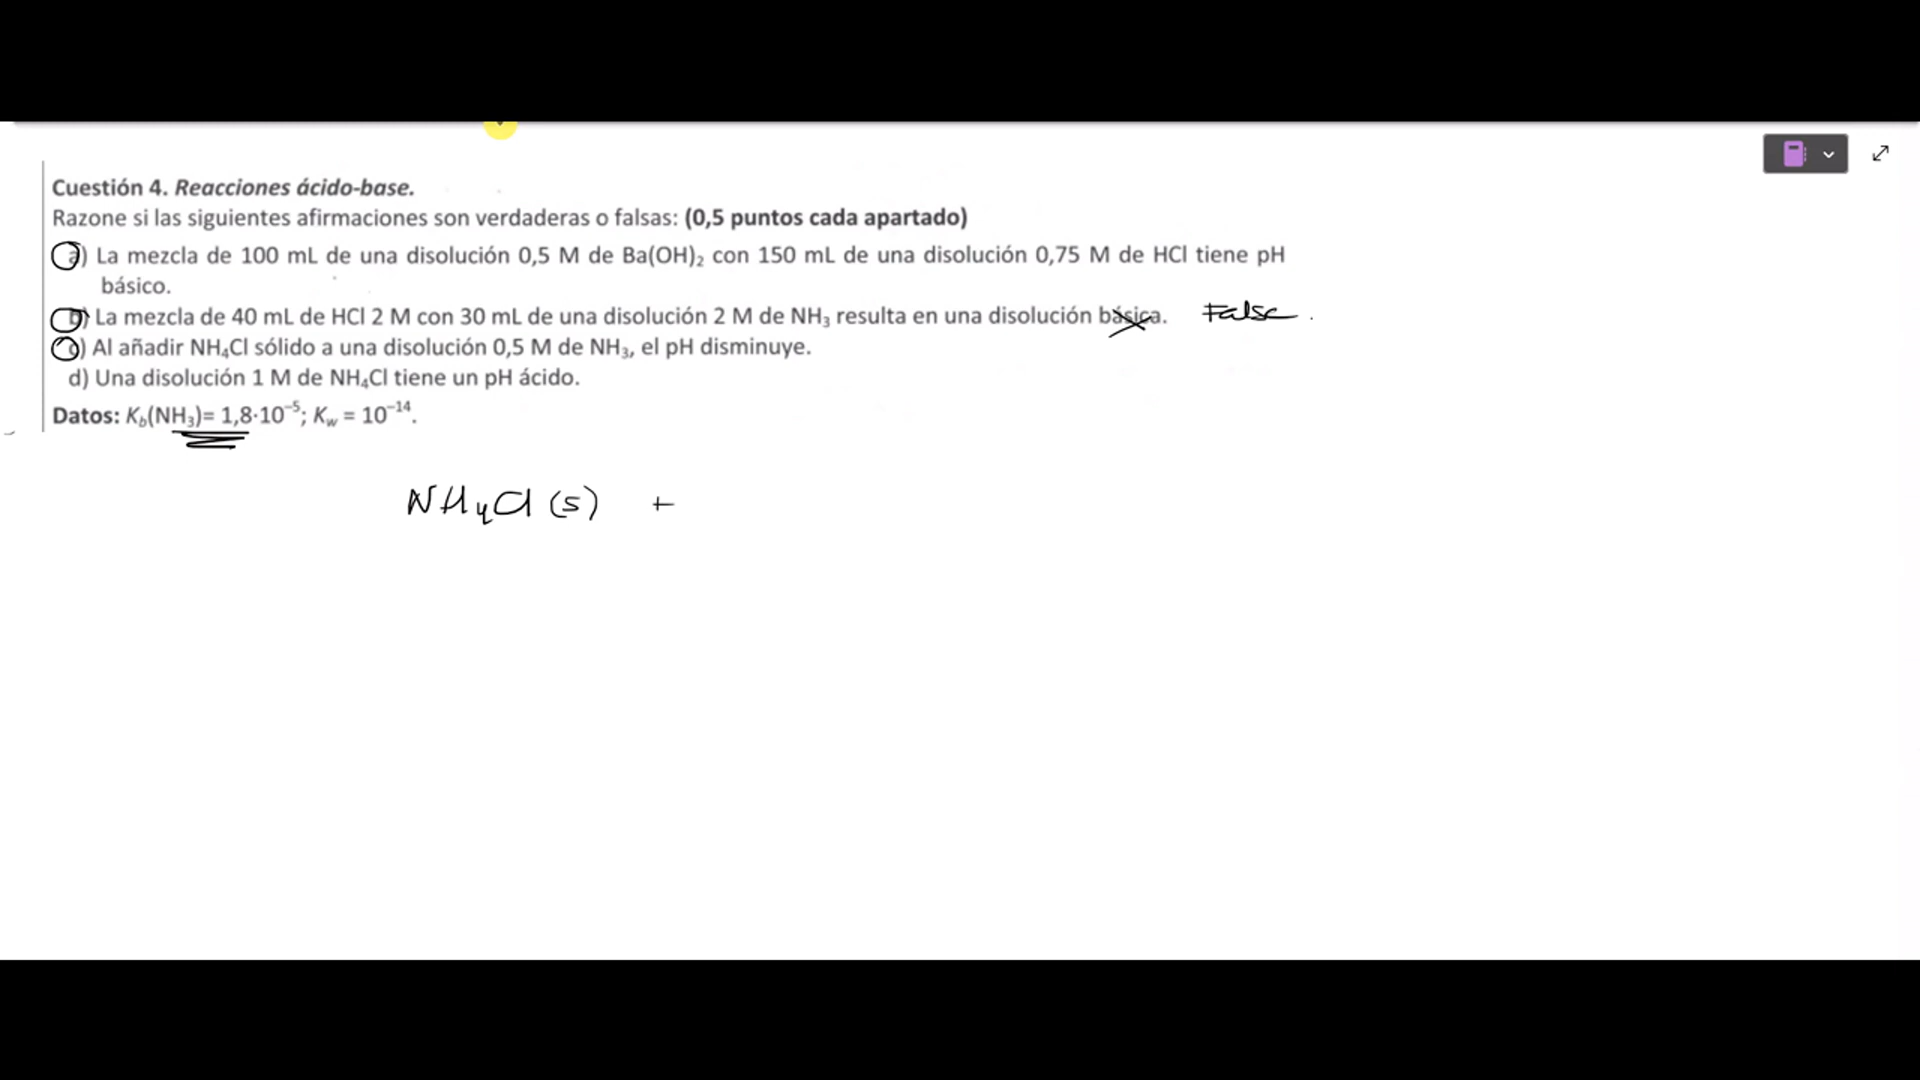 Cuestión 4. Reacciones ácido-base.
Razone si las siguientes afirmaciones son verdaderas o falsas: (0,5 puntos cada apartado)
a) La mezcla de 100 mL de una disolución 0,5 M de Ba(OH)₂ con 150 mL de una disolución 0,75 M de HCl tiene pH
básico.
b) La mezcla de 40 mL de HCl 2 M con 30 mL de una disolución 2 M de NH₃ resulta en una disolución básica. False.
c) Al añadir NH₄Cl sólido a una disolución 0,5 M de NH₃, el pH disminuye.
d) Una disolución 1 M de NH₄Cl tiene un pH ácido.
Datos: K_b(NH₃)= 1,8·10⁻⁵; K_w = 10⁻¹⁴.
NH₄Cl (s) +